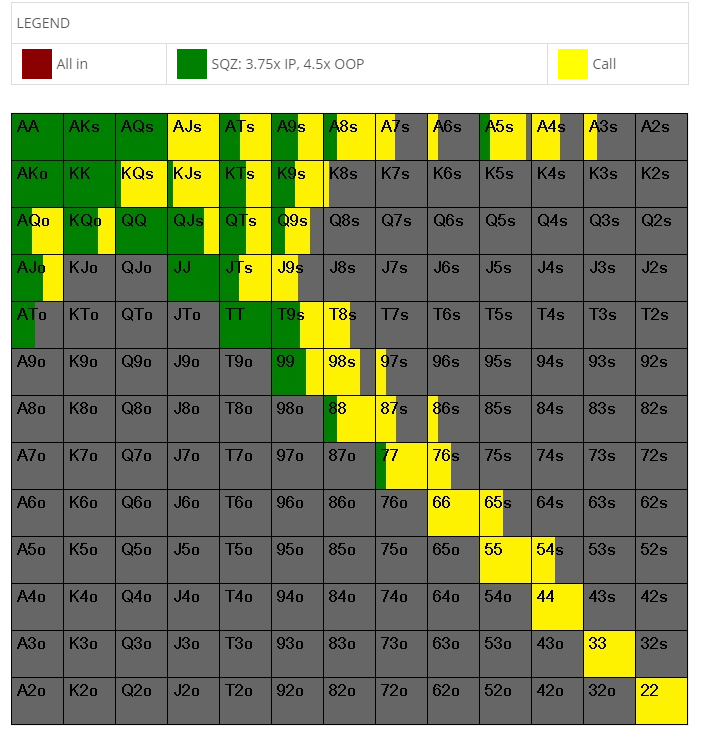 LEGEND
All in SQZ: 3.75x IP, 4.5x OOP Call
AA AKs AQs AJs ATs A9s A8s A7s A6s A5s A4s A3s A2s
AKo KK KQs KJs KTs K9s K8s K7s K6s K5s K4s K3s K2s
AQo KQo QQ QJs QTs Q9s Q8s Q7s Q6s Q5s Q4s Q3s Q2s
AJo KJo QJo JJ JTs J9s J8s J7s J6s J5s J4s J3s J2s
ATo KTo QTo JTo TT T9s T8s T7s T6s T5s T4s T3s T2s
A9o K9o Q9o J9o T9o 99 98s 97s 96s 95s 94s 93s 92s
A8o K8o Q8o J8o T8o 98o 88 87s 86s 85s 84s 83s 82s
A7o K7o Q7o J7o T7o 97o 87o 77 76s 75s 74s 73s 72s
A6o K6o Q6o J6o T6o 96o 86o 76o 66 65s 64s 63s 62s
A5o K5o Q5o J5o T5o 95o 85o 75o 65o 55 54s 53s 52s
A4o K4o Q4o J4o T4o 94o 84o 74o 64o 54o 44 43s 42s
A3o K3o Q3o J3o T3o 93o 83o 73o 63o 53o 43o 33 32s
A2o K2o Q2o J2o T2o 92o 82o 72o 62o 52o 42o 32o 22